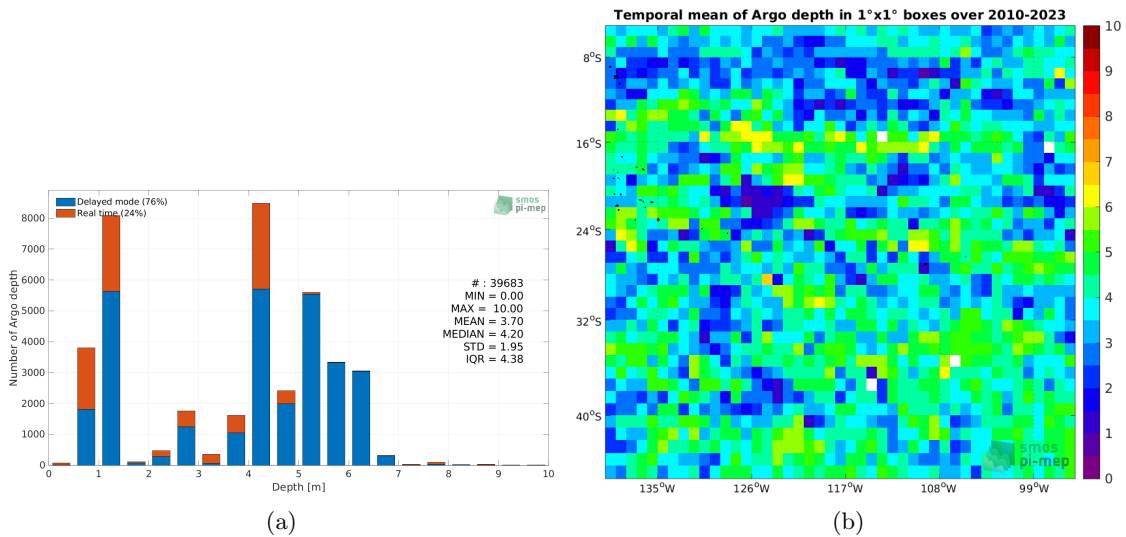 Delayed mode (76%)
Real time (24%)
smos
pi-mep
8000
7000
6000
5000
4000
3000
2000
1000
0
Number of Argo depth
# : 39683
MIN = 0.00
MAX = 10.00
MEAN = 3.70
MEDIAN = 4.20
STD = 1.95
IQR = 4.38
0 1 2 3 4 5 6 7 8 9 10
Depth [m]
(a)
Temporal mean of Argo depth in 1°x1° boxes over 2010-2023
8°S
16°S
24°S
32°S
40°S
135°W 126°W 117°W 108°W 99°W
smos
pi-mep
10
9
8
7
6
5
4
3
2
1
0
(b)